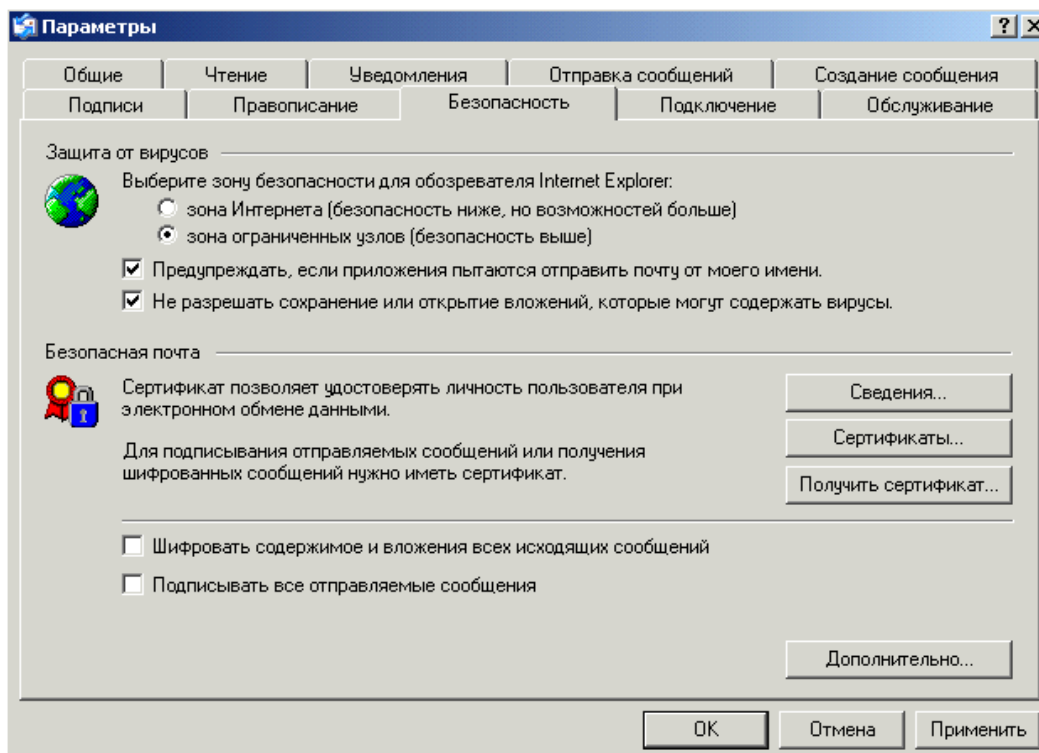 Параметры
Общие Чтение Уведомления Отправка сообщений Создание сообщения
Подписи Правописание Безопасность Подключение Обслуживание
Защита от вирусов
Выберите зону безопасности для обозревателя Internet Explorer:
зона Интернета (безопасность ниже, но возможностей больше)
зона ограниченных узлов (безопасность выше)
Предупреждать, если приложения пытаются отправить почту от моего имени.
Не разрешать сохранение или открытие вложений, которые могут содержать вирусы.
Безопасная почта
Сертификат позволяет удостоверять личность пользователя при
электронном обмене данными.
Сведения...
Сертификаты...
Для подписывания отправляемых сообщений или получения
шифрованных сообщений нужно иметь сертификат.
Получить сертификат...
Шифровать содержимое и вложения всех исходящих сообщений
Подписывать все отправляемые сообщения
Дополнительно...
ОК Отмена Применить